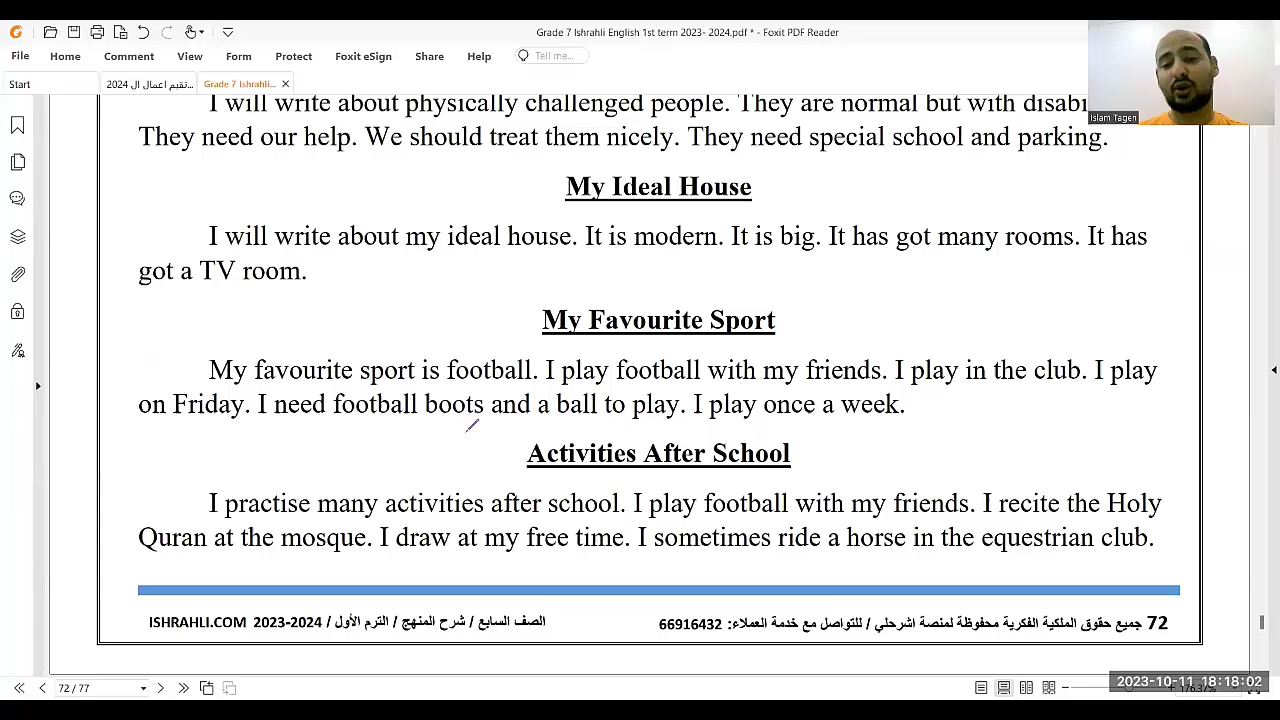 Grade 7 Ishrahli English 1st term 2023- 2024.pdf * - Foxit PDF Reader
File Home Comment View Form Protect Foxit eSign Share Help Tell me...
Start تقيم اعمال ال 2024... Grade 7 Ishrahli...
I will write about physically challenged people. They are normal but with
Islam Tagen
They need our help. We should treat them nicely. They need special school and parking.
My Ideal House
I will write about my ideal house. It is modern. It is big. It has got many rooms. It has
got a TV room.
My Favourite Sport
My favourite sport is football. I play football with my friends. I play in the club. I play
on Friday. I need football boots and a ball to play. I play once a week.
Activities After School
I practise many activities after school. I play football with my friends. I recite the Holy
Quran at the mosque. I draw at my free time. I sometimes ride a horse in the equestrian club.
72 جميع حقوق الملكية الفكرية محفوظة لمنصة اشرحلي / للتواصل مع خدمة العملاء: 66916432
الصف السابع / شرح المنهج / الترم الأول / 2023-2024 ISHRAHLI.COM
72 / 77
2023-10-11 18:18:02